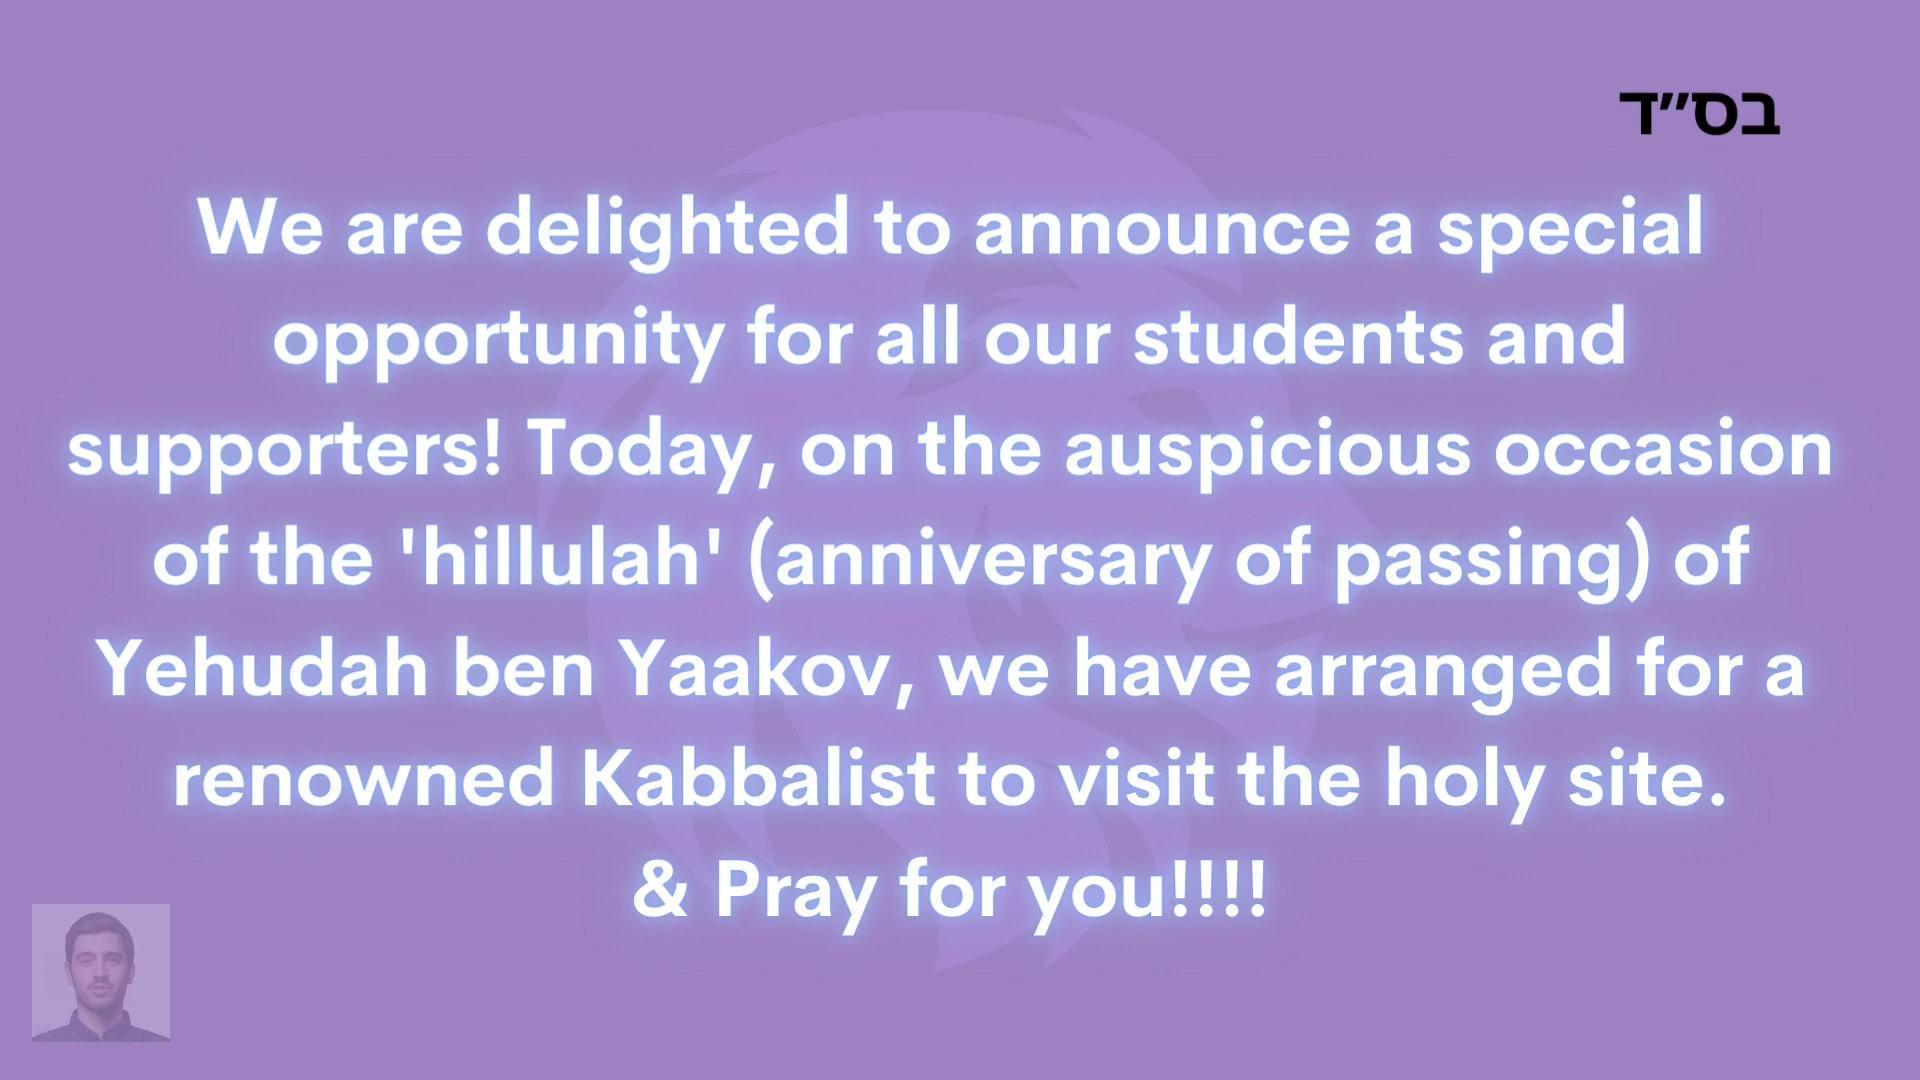 בס״ד
We are delighted to announce a special
opportunity for all our students and
supporters! Today, on the auspicious occasion
of the 'hillulah' (anniversary of passing) of
Yehudah ben Yaakov, we have arranged for a
renowned Kabbalist to visit the holy site.
& Pray for you!!!!